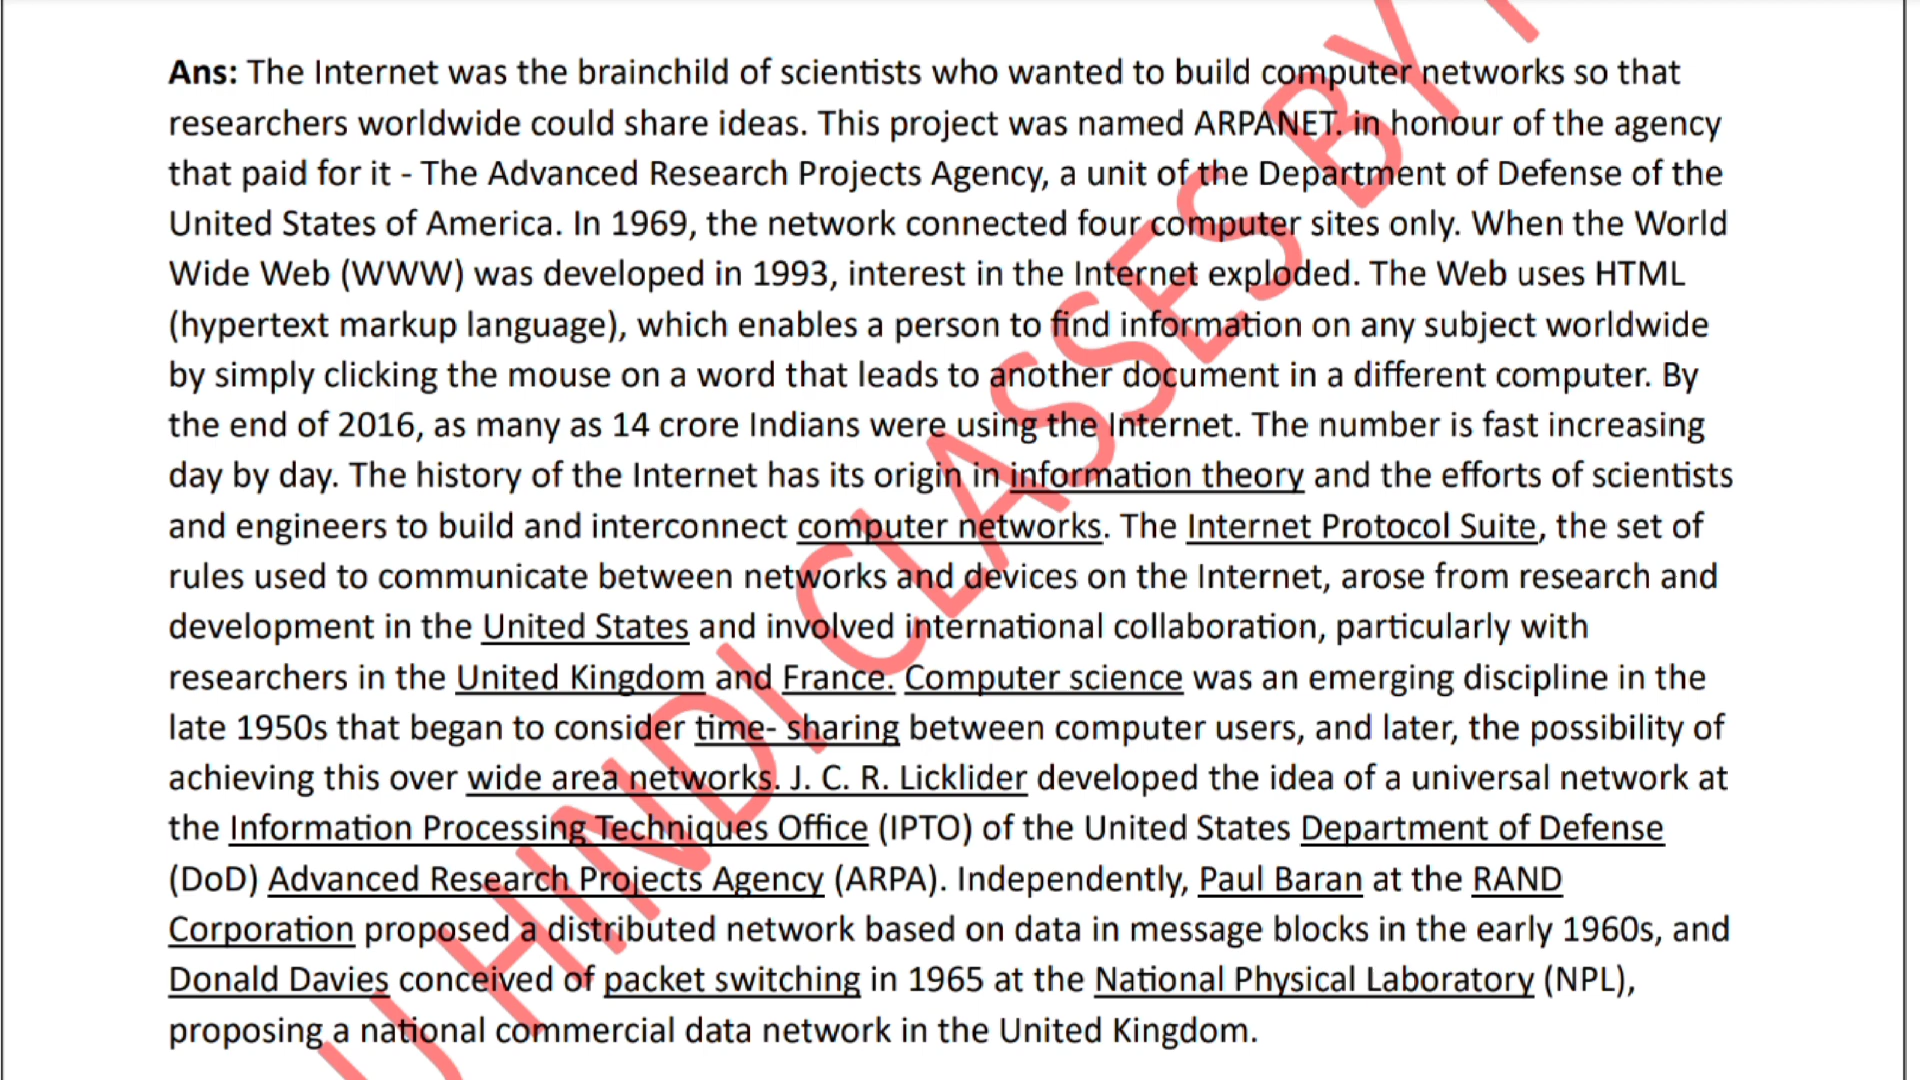 Ans: The Internet was the brainchild of scientists who wanted to build computer networks so that
researchers worldwide could share ideas. This project was named ARPANET. in honour of the agency
that paid for it - The Advanced Research Projects Agency, a unit of the Department of Defense of the
United States of America. In 1969, the network connected four computer sites only. When the World
Wide Web (WWW) was developed in 1993, interest in the Internet exploded. The Web uses HTML
(hypertext markup language), which enables a person to find information on any subject worldwide
by simply clicking the mouse on a word that leads to another document in a different computer. By
the end of 2016, as many as 14 crore Indians were using the Internet. The number is fast increasing
day by day. The history of the Internet has its origin in information theory and the efforts of scientists
and engineers to build and interconnect computer networks. The Internet Protocol Suite, the set of
rules used to communicate between networks and devices on the Internet, arose from research and
development in the United States and involved international collaboration, particularly with
researchers in the United Kingdom and France. Computer science was an emerging discipline in the
late 1950s that began to consider time- sharing between computer users, and later, the possibility of
achieving this over wide area networks. J. C. R. Licklider developed the idea of a universal network at
the Information Processing Techniques Office (IPTO) of the United States Department of Defense
(DoD) Advanced Research Projects Agency (ARPA). Independently, Paul Baran at the RAND
Corporation proposed a distributed network based on data in message blocks in the early 1960s, and
Donald Davies conceived of packet switching in 1965 at the National Physical Laboratory (NPL),
proposing a national commercial data network in the United Kingdom.
U HINDI CLASSES BY